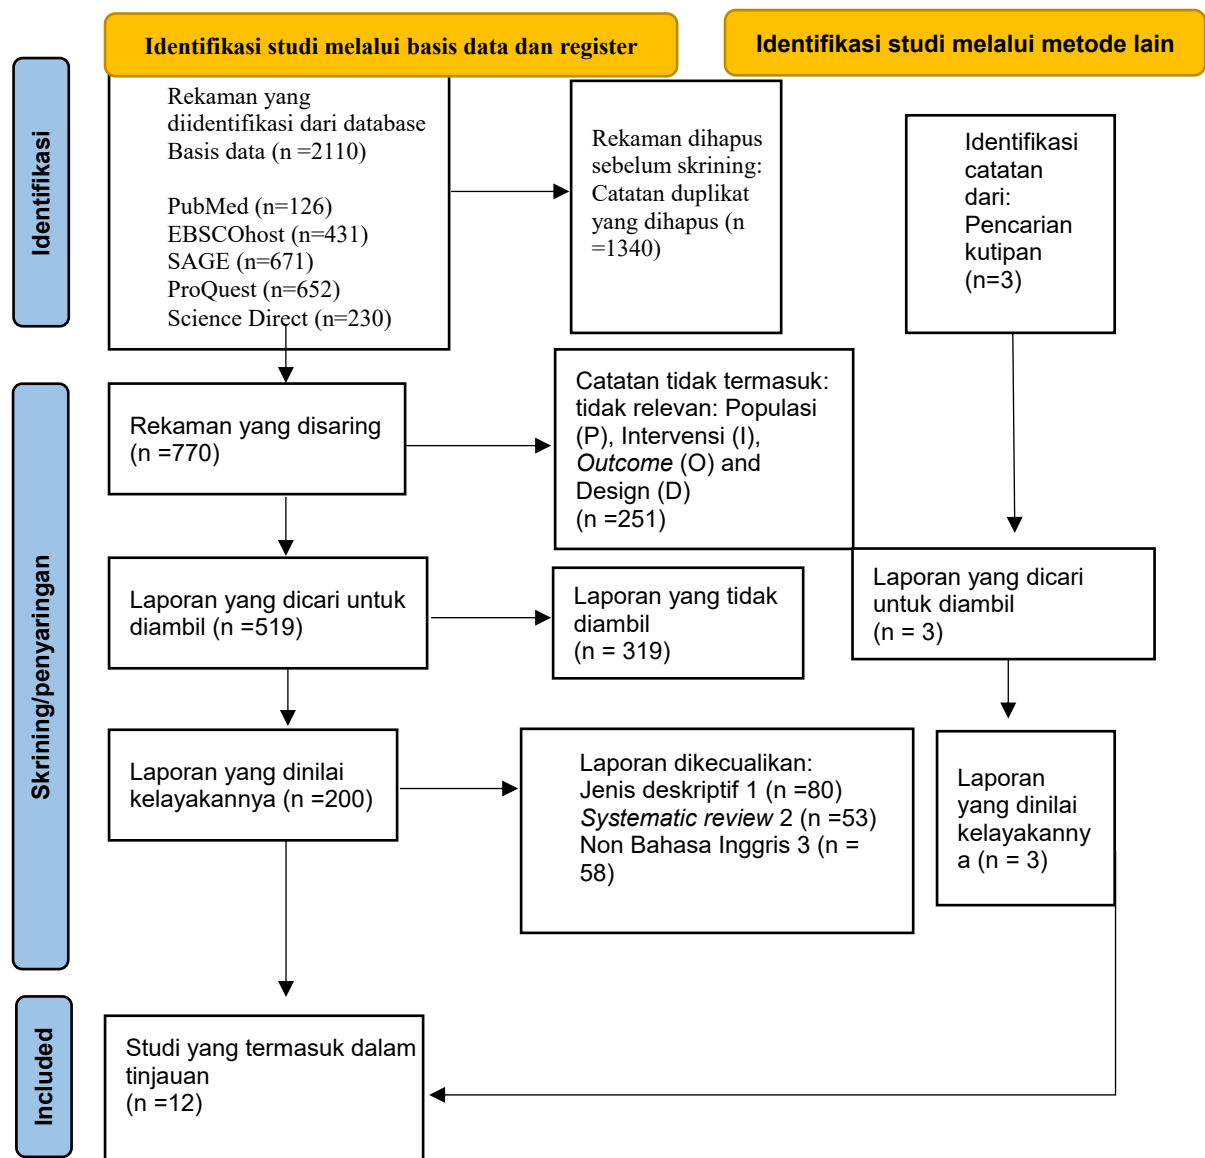 Identifikasi studi melalui basis data dan register
Identifikasi studi melalui metode lain
Identifikasi
Rekaman yang
diidentifikasi dari database
Basis data (n =2110)
PubMed (n=126)
EBSCOhost (n=431)
SAGE (n=671)
ProQuest (n=652)
Science Direct (n=230)
Rekaman dihapus
sebelum skrining:
Catatan duplikat
yang dihapus (n
=1340)
Identifikasi
catatan
dari:
Pencarian
kutipan
(n=3)
Skrining/penyaringan
Rekaman yang disaring
(n =770)
Catatan tidak termasuk:
tidak relevan: Populasi
(P), Intervensi (I),
Outcome (O) and
Design (D)
(n =251)
Laporan yang dicari untuk
diambil (n =519)
Laporan yang tidak
diambil
(n = 319)
Laporan yang dicari
untuk diambil
(n = 3)
Laporan yang dinilai
kelayakannya (n =200)
Laporan dikecualikan:
Jenis deskriptif 1 (n =80)
Systematic review 2 (n =53)
Non Bahasa Inggris 3 (n =
58)
Laporan
yang dinilai
kelayakanny
a (n = 3)
Included
Studi yang termasuk dalam
tinjauan
(n =12)